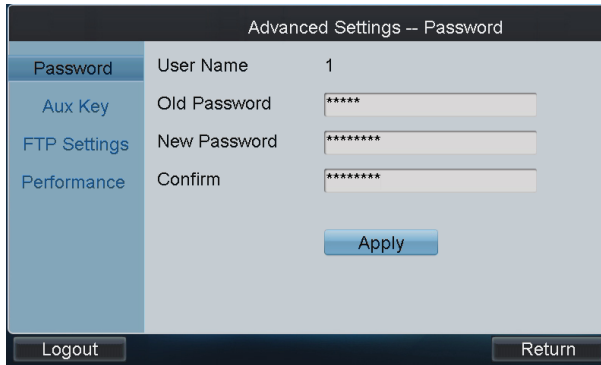 Advanced Settings -- Password
Password
Aux Key
FTP Settings
Performance
User Name 1
Old Password *****
New Password ********
Confirm ********
Apply
Logout
Return